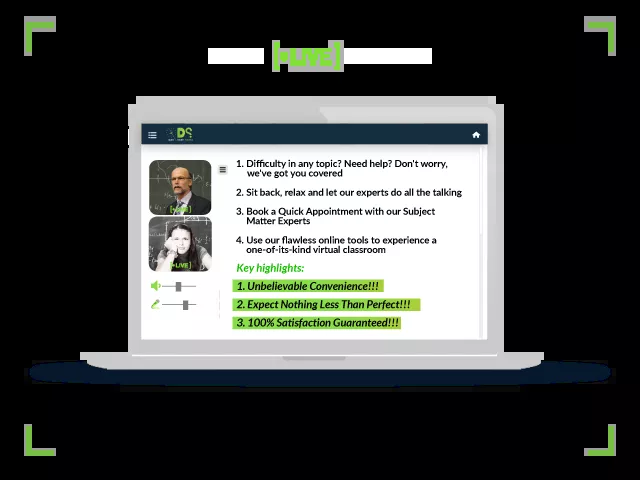 [•LIVE]
DS
1. Difficulty in any topic? Need help? Don't worry,
we've got you covered
2. Sit back, relax and let our experts do all the talking
3. Book a Quick Appointment with our Subject
Matter Experts
4. Use our flawless online tools to experience a
one-of-its-kind virtual classroom
Key highlights:
1. Unbelievable Convenience!!!
2. Expect Nothing Less Than Perfect!!!
3. 100% Satisfaction Guaranteed!!!
[•LIVE]
[•LIVE]